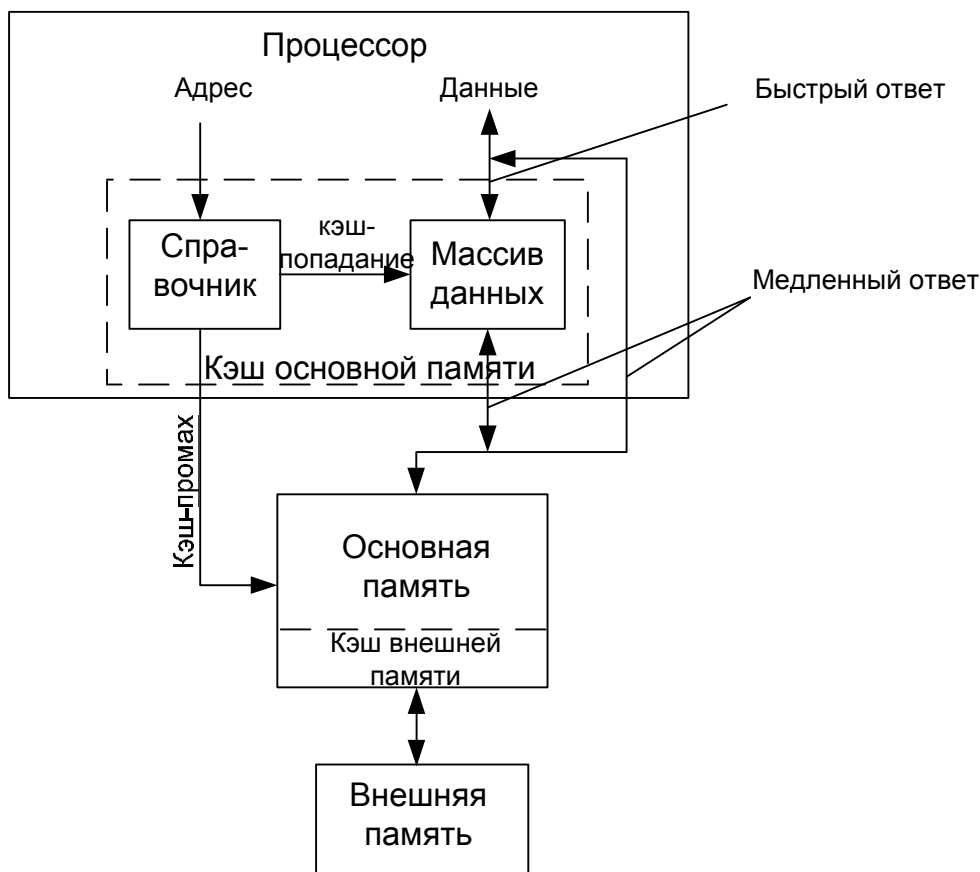 Процессор
Адрес
Данные
Быстрый ответ
Спра-
вочник
кэш-
попадание
Массив
данных
Медленный ответ
Кэш основной памяти
Кэш-промах
Основная
память
Кэш внешней
памяти
Внешняя
память